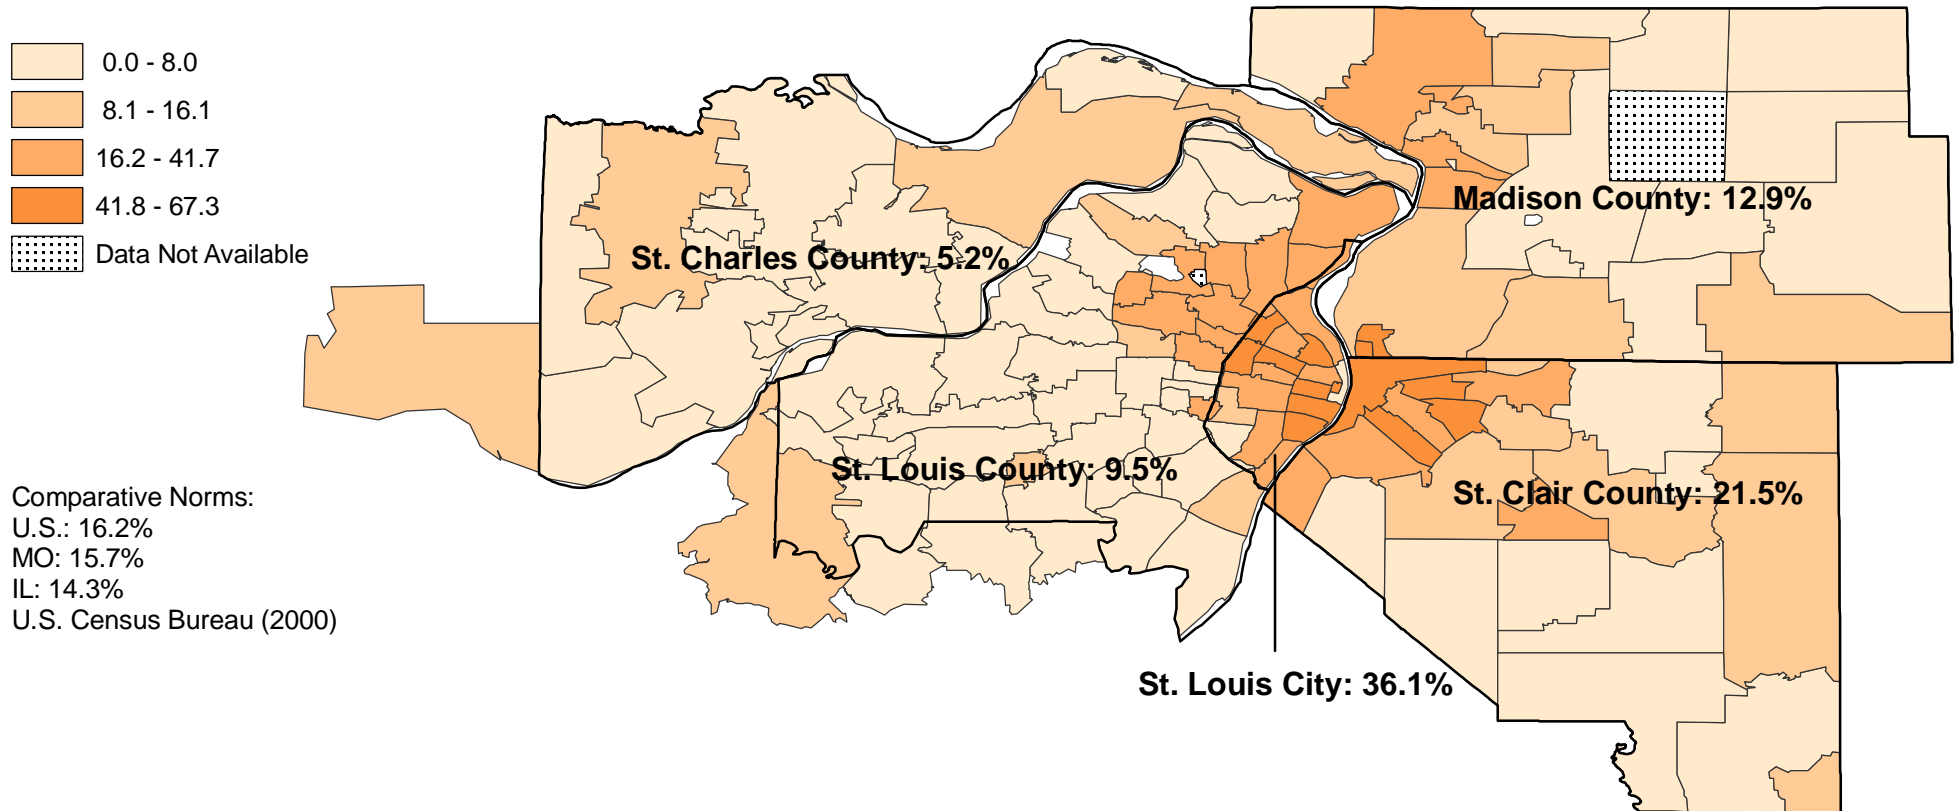 0.0 - 8.0
8.1 - 16.1
16.2 - 41.7
41.8 - 67.3
Data Not Available
Madison County: 12.9%
St. Charles County: 5.2%
St. Louis County: 9.5%
St. Clair County: 21.5%
Comparative Norms:
U.S.: 16.2%
MO: 15.7%
IL: 14.3%
U.S. Census Bureau (2000)
St. Louis City: 36.1%